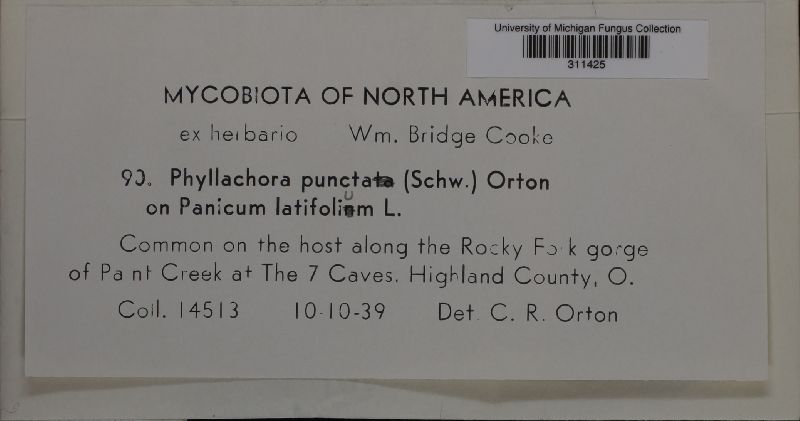 University of Michigan Fungus Collection
311425
MYCOBIOTA OF NORTH AMERICA
ex herbario Wm. Bridge Cooke
90. Phyllachora punctata (Schw.) Orton
on Panicum latifolium L.
Common on the host along the Rocky Fork gorge
of Paint Creek at The 7 Caves, Highland County, O.
Coll. 14513 10-10-39 Det. C. R. Orton